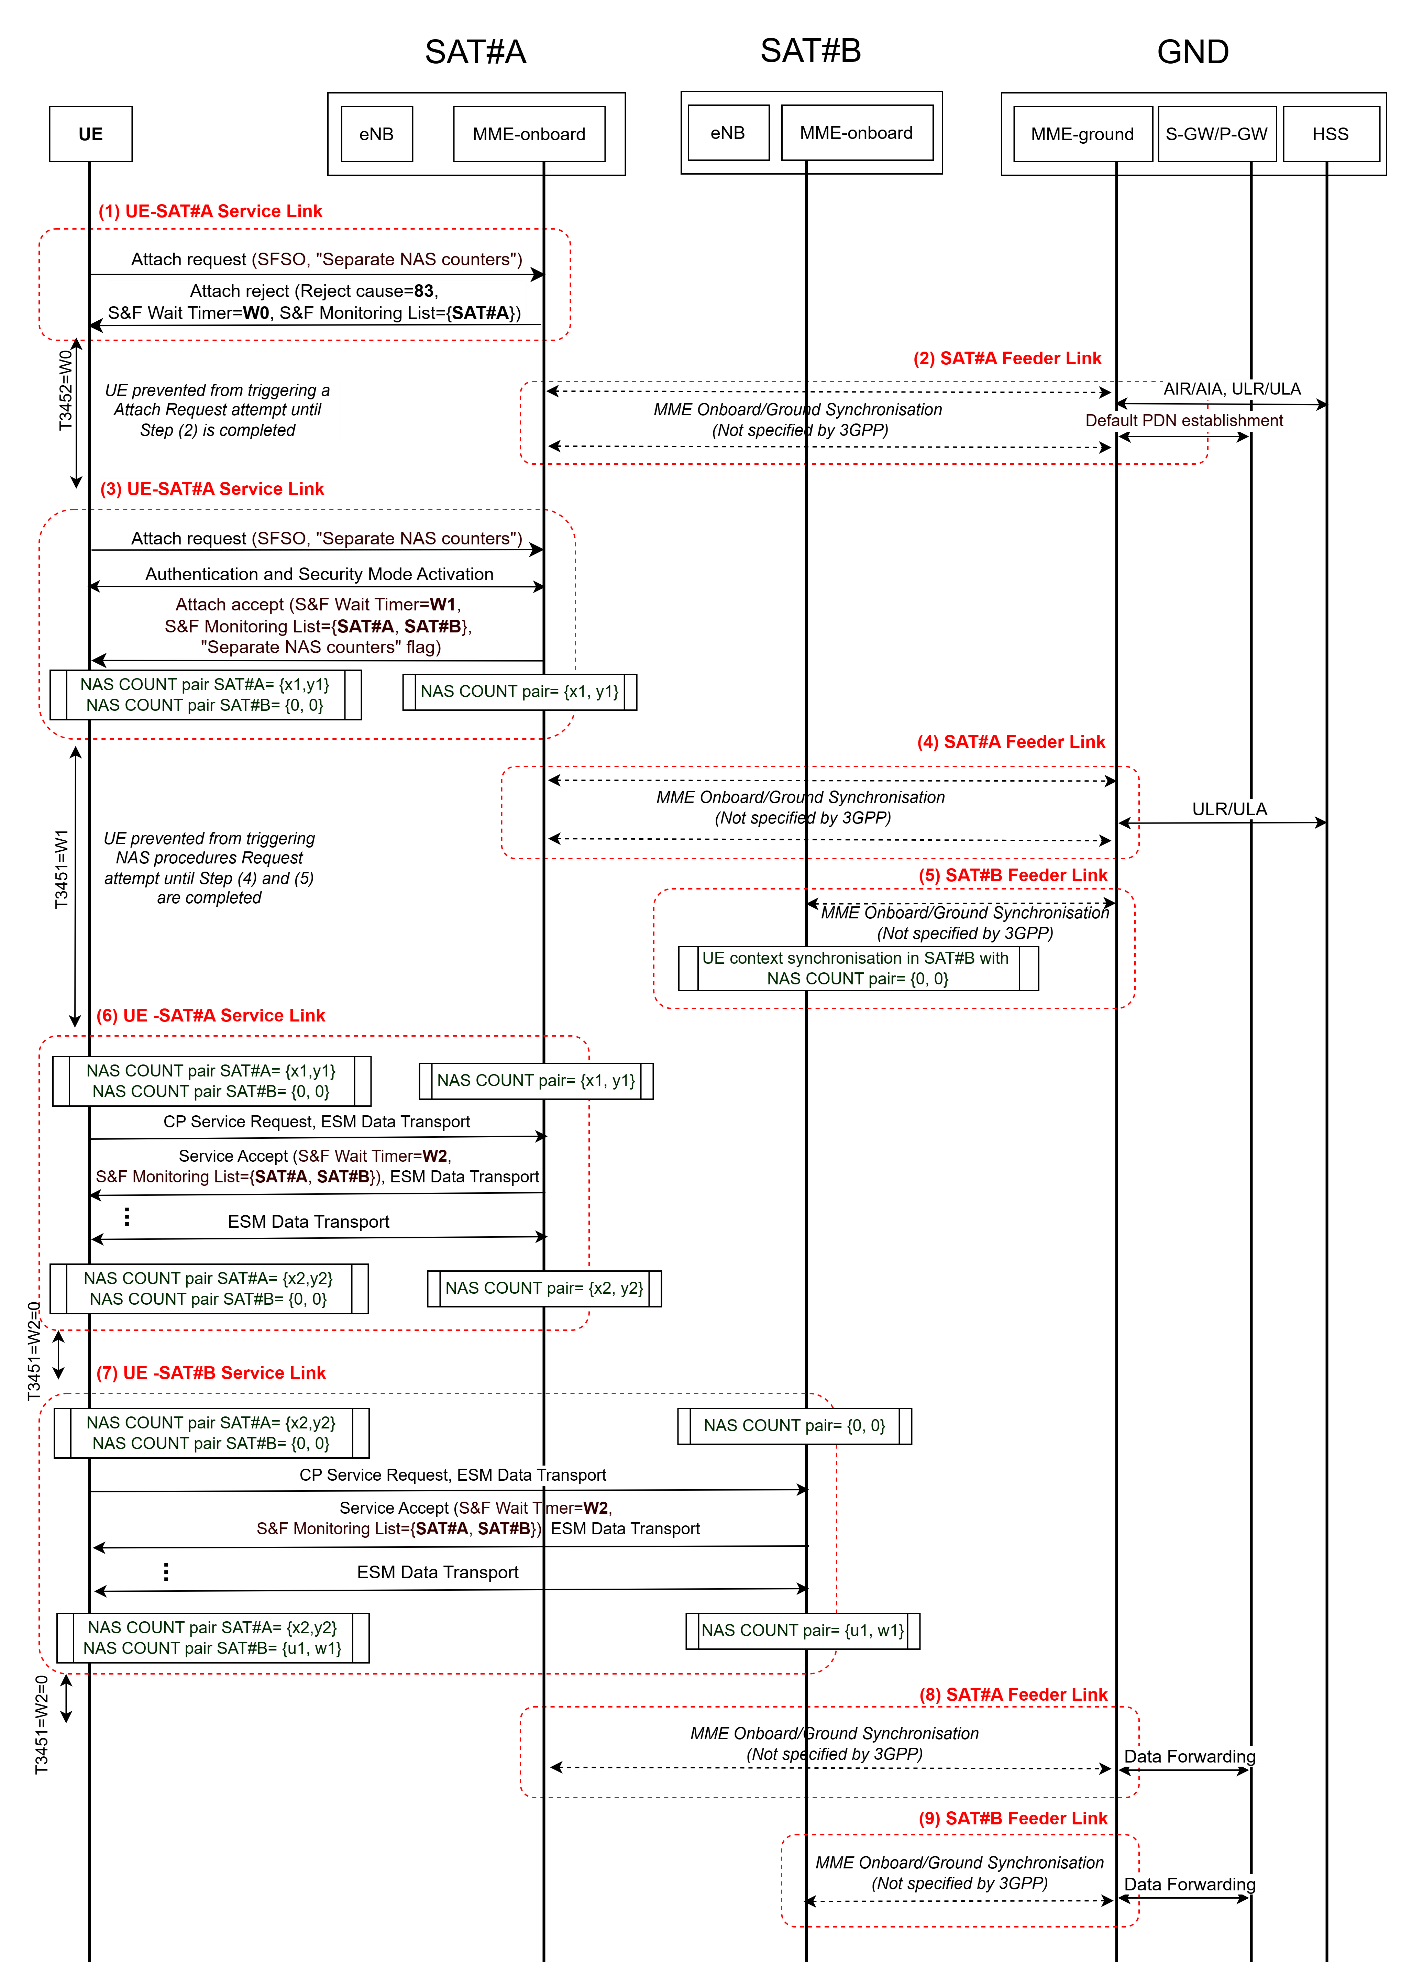 SAT#A
SAT#B
GND
UE
eNB
MME-onboard
eNB
MME-onboard
MME-ground
S-GW/P-GW
HSS
(1) UE-SAT#A Service Link
Attach request (SFSO, "Separate NAS counters")
Attach reject (Reject cause=83,
S&F Wait Timer=W0, S&F Monitoring List={SAT#A})
T3452=W0
UE prevented from triggering a
Attach Request attempt until
Step (2) is completed
(2) SAT#A Feeder Link
AIR/AIA, ULR/ULA
MME Onboard/Ground Synchronisation
(Not specified by 3GPP)
Default PDN establishment
(3) UE-SAT#A Service Link
Attach request (SFSO, "Separate NAS counters")
Authentication and Security Mode Activation
Attach accept (S&F Wait Timer=W1,
S&F Monitoring List={SAT#A, SAT#B},
"Separate NAS counters" flag)
NAS COUNT pair SAT#A= {x1,y1}
NAS COUNT pair SAT#B= {0, 0}
NAS COUNT pair= {x1, y1}
(4) SAT#A Feeder Link
MME Onboard/Ground Synchronisation
(Not specified by 3GPP)
ULR/ULA
T3451=W1
UE prevented from triggering
NAS procedures Request
attempt until Step (4) and (5)
are completed
(5) SAT#B Feeder Link
MME Onboard/Ground Synchronisation
(Not specified by 3GPP)
UE context synchronisation in SAT#B with
NAS COUNT pair= {0, 0}
(6) UE -SAT#A Service Link
NAS COUNT pair SAT#A= {x1,y1}
NAS COUNT pair SAT#B= {0, 0}
NAS COUNT pair= {x1, y1}
CP Service Request, ESM Data Transport
Service Accept (S&F Wait Timer=W2,
S&F Monitoring List={SAT#A, SAT#B}), ESM Data Transport
...
ESM Data Transport
NAS COUNT pair SAT#A= {x2,y2}
NAS COUNT pair SAT#B= {0, 0}
NAS COUNT pair= {x2, y2}
T3451=W2=0
(7) UE -SAT#B Service Link
NAS COUNT pair SAT#A= {x2,y2}
NAS COUNT pair SAT#B= {0, 0}
NAS COUNT pair= {0, 0}
CP Service Request, ESM Data Transport
Service Accept (S&F Wait Timer=W2,
S&F Monitoring List={SAT#A, SAT#B}), ESM Data Transport
...
ESM Data Transport
NAS COUNT pair SAT#A= {x2,y2}
NAS COUNT pair SAT#B= {u1, w1}
NAS COUNT pair= {u1, w1}
T3451=W2=0
(8) SAT#A Feeder Link
MME Onboard/Ground Synchronisation
(Not specified by 3GPP)
Data Forwarding
(9) SAT#B Feeder Link
MME Onboard/Ground Synchronisation
(Not specified by 3GPP)
Data Forwarding